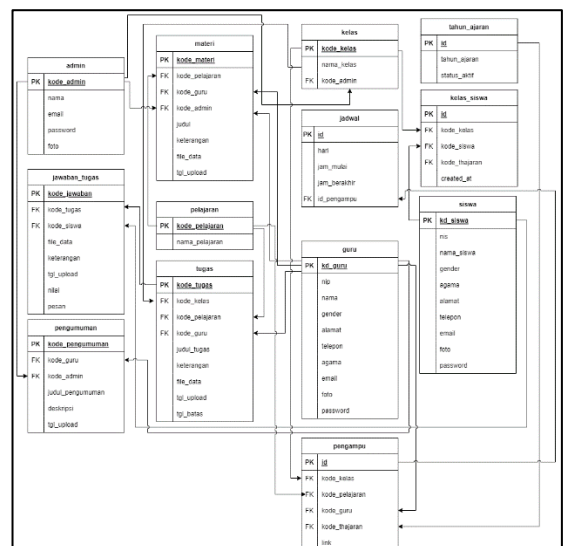 admin
PK kode_admin
nama
email
password
foto
materi
PK kode_materi
FK kode_pelajaran
FK kode_guru
FK kode_admin
judul
keterangan
file_data
tgl_upload
kelas
PK kode_kelas
nama_kelas
FK kode_admin
tahun_ajaran
PK id
tahun_ajaran
status_aktif
kelas_siswa
PK id
FK kode_kelas
FK kode_siswa
FK kode_thajaran
created_at
jadwal
PK id
hari
jam_mulai
jam_berakhir
FK id_pengampu
jawaban_tugas
PK kode_jawaban
FK kode_tugas
FK kode_siswa
file_data
keterangan
tgl_upload
nilai
pesan
pelajaran
PK kode_pelajaran
nama_pelajaran
siswa
PK kd_siswa
nis
nama_siswa
gender
agama
alamat
telepon
email
foto
password
tugas
PK kode_tugas
FK kode_kelas
FK kode_pelajaran
FK kode_guru
judul_tugas
keterangan
file_data
tgl_upload
tgl_batas
guru
PK kd_guru
nip
nama
gender
alamat
telepon
agama
email
foto
password
pengumuman
PK kode_pengumuman
FK kode_guru
FK kode_admin
judul_pengumuman
deskripsi
tgl_upload
pengampu
PK id
FK kode_kelas
FK kode_pelajaran
FK kode_guru
FK kode_thajaran
link